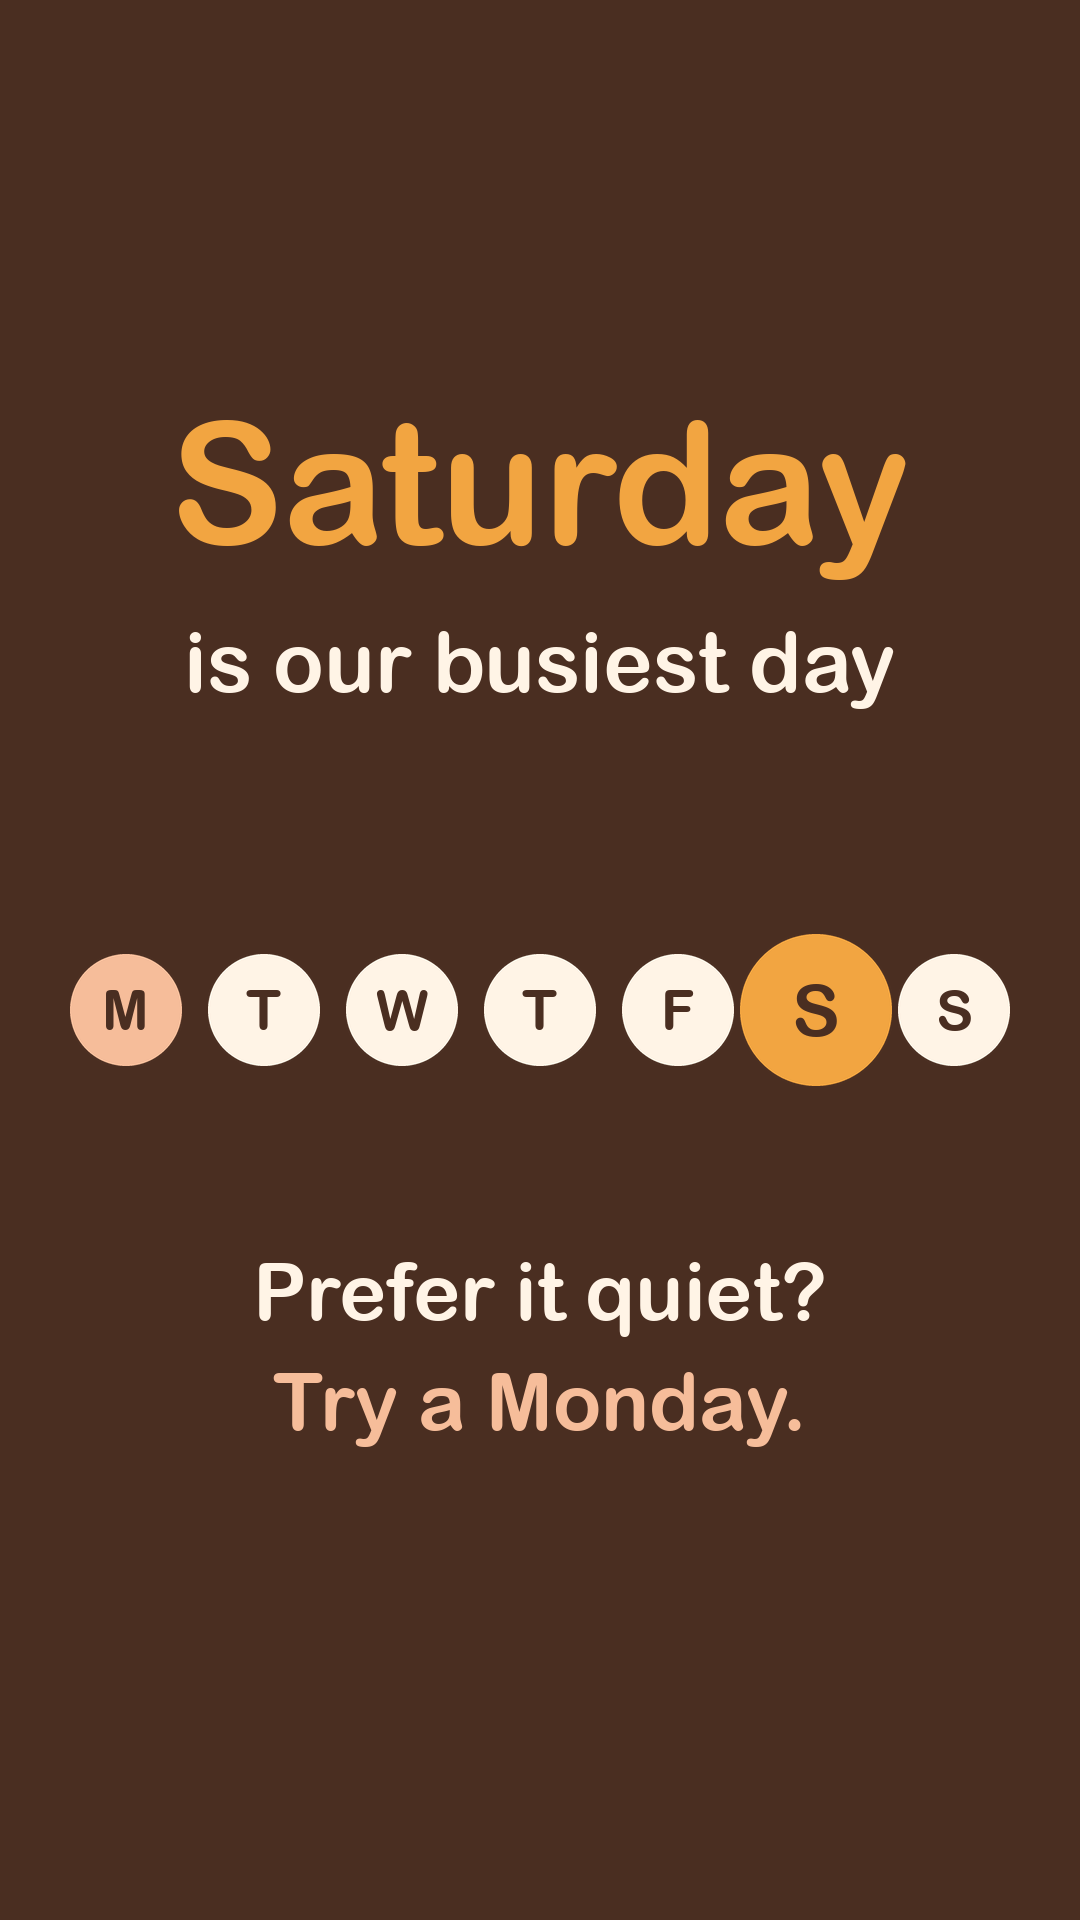 Saturday
is our busiest day
M T W T F S S
Prefer it quiet?
Try a Monday.